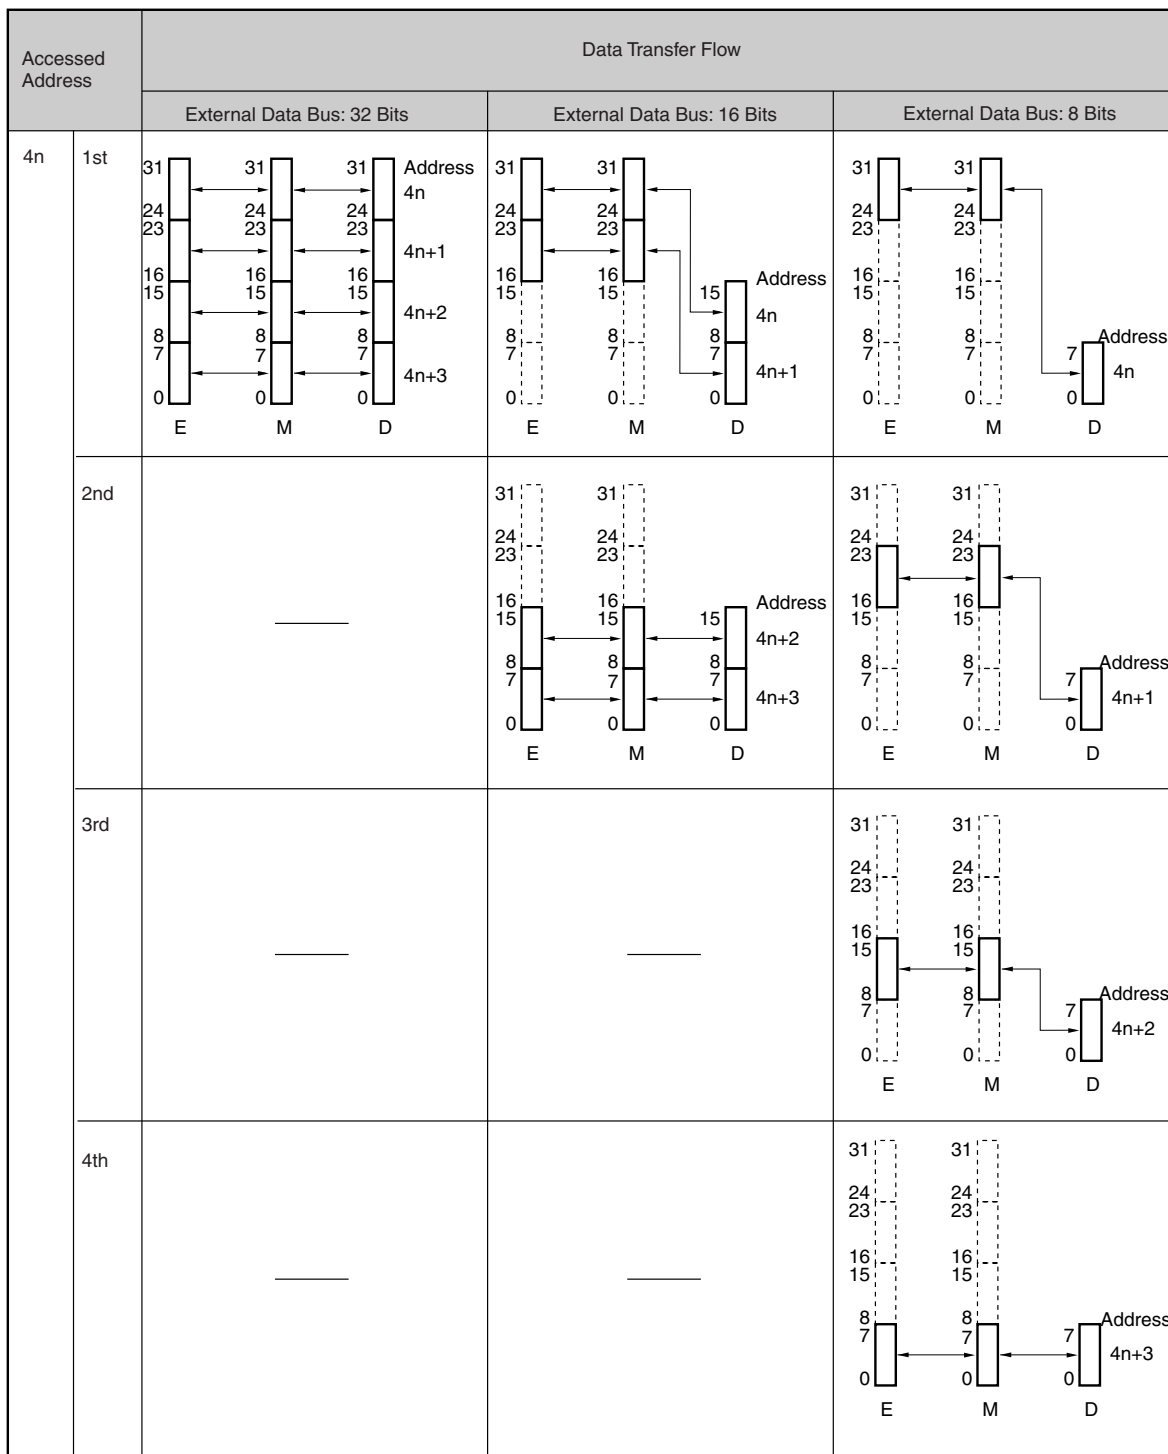 Accessed
Address
Data Transfer Flow
External Data Bus: 32 Bits
External Data Bus: 16 Bits
External Data Bus: 8 Bits
4n
1st
31 31 31 Address
4n
24 24 24
23 23 23
4n+1
16 16 16
15 15 15
4n+2
8 8 8
7 7 7
4n+3
0 0 0
E M D
31 31
24 24
23 23
16 16 Address
15 15 15
4n
8 8 8
7 7 7
4n+1
0 0 0
E M D
31 31
24 24
23 23
16 16
15 15
8 8 Address
7 7 7
4n
0 0 0
E M D
2nd
31 31
24 24
23 23
16 16 Address
15 15 15
4n+2
8 8 8
7 7 7
4n+3
0 0 0
E M D
31 31
24 24
23 23
16 16
15 15
8 8 Address
7 7 7
4n+1
0 0 0
E M D
3rd
31 31
24 24
23 23
16 16
15 15
8 8 Address
7 7 7
4n+2
0 0 0
E M D
4th
31 31
24 24
23 23
16 16
15 15
8 8 Address
7 7 7
4n+3
0 0 0
E M D